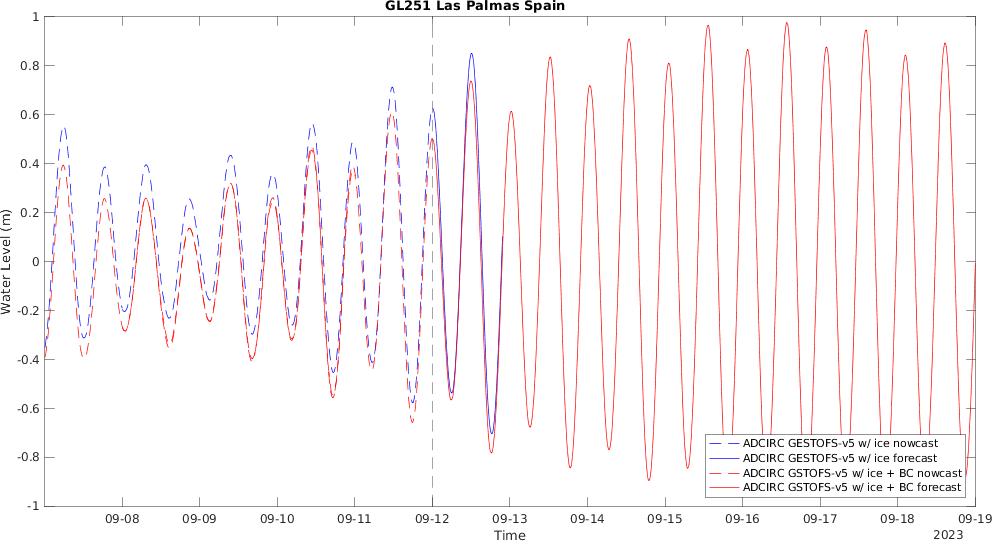 GL251 Las Palmas Spain
Water Level (m)
1
0.8
0.6
0.4
0.2
0
-0.2
-0.4
-0.6
-0.8
-1
ADCIRC GESTOFS-v5 w/ ice nowcast
ADCIRC GESTOFS-v5 w/ ice forecast
ADCIRC GSTOFS-v5 w/ ice + BC nowcast
ADCIRC GSTOFS-v5 w/ ice + BC forecast
09-08 09-09 09-10 09-11 09-12 09-13 09-14 09-15 09-16 09-17 09-18 09-19
Time
2023